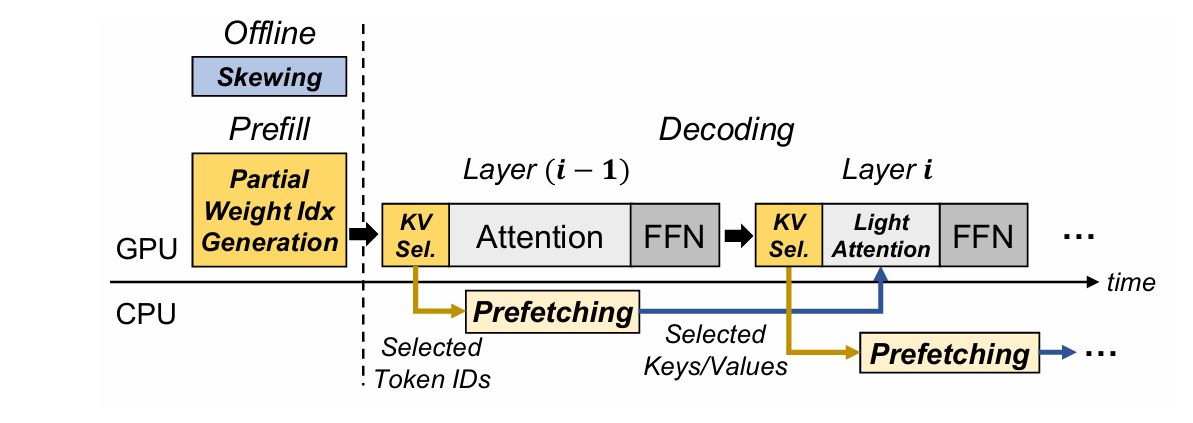 Offline
Skewing
Prefill
Partial
Weight Idx
Generation
Decoding
Layer (i − 1)
Layer i
GPU
KV
Sel.
Attention
FFN
KV
Sel.
Light
Attention
FFN
...
time
CPU
Prefetching
Selected
Token IDs
Selected
Keys/Values
Prefetching
...